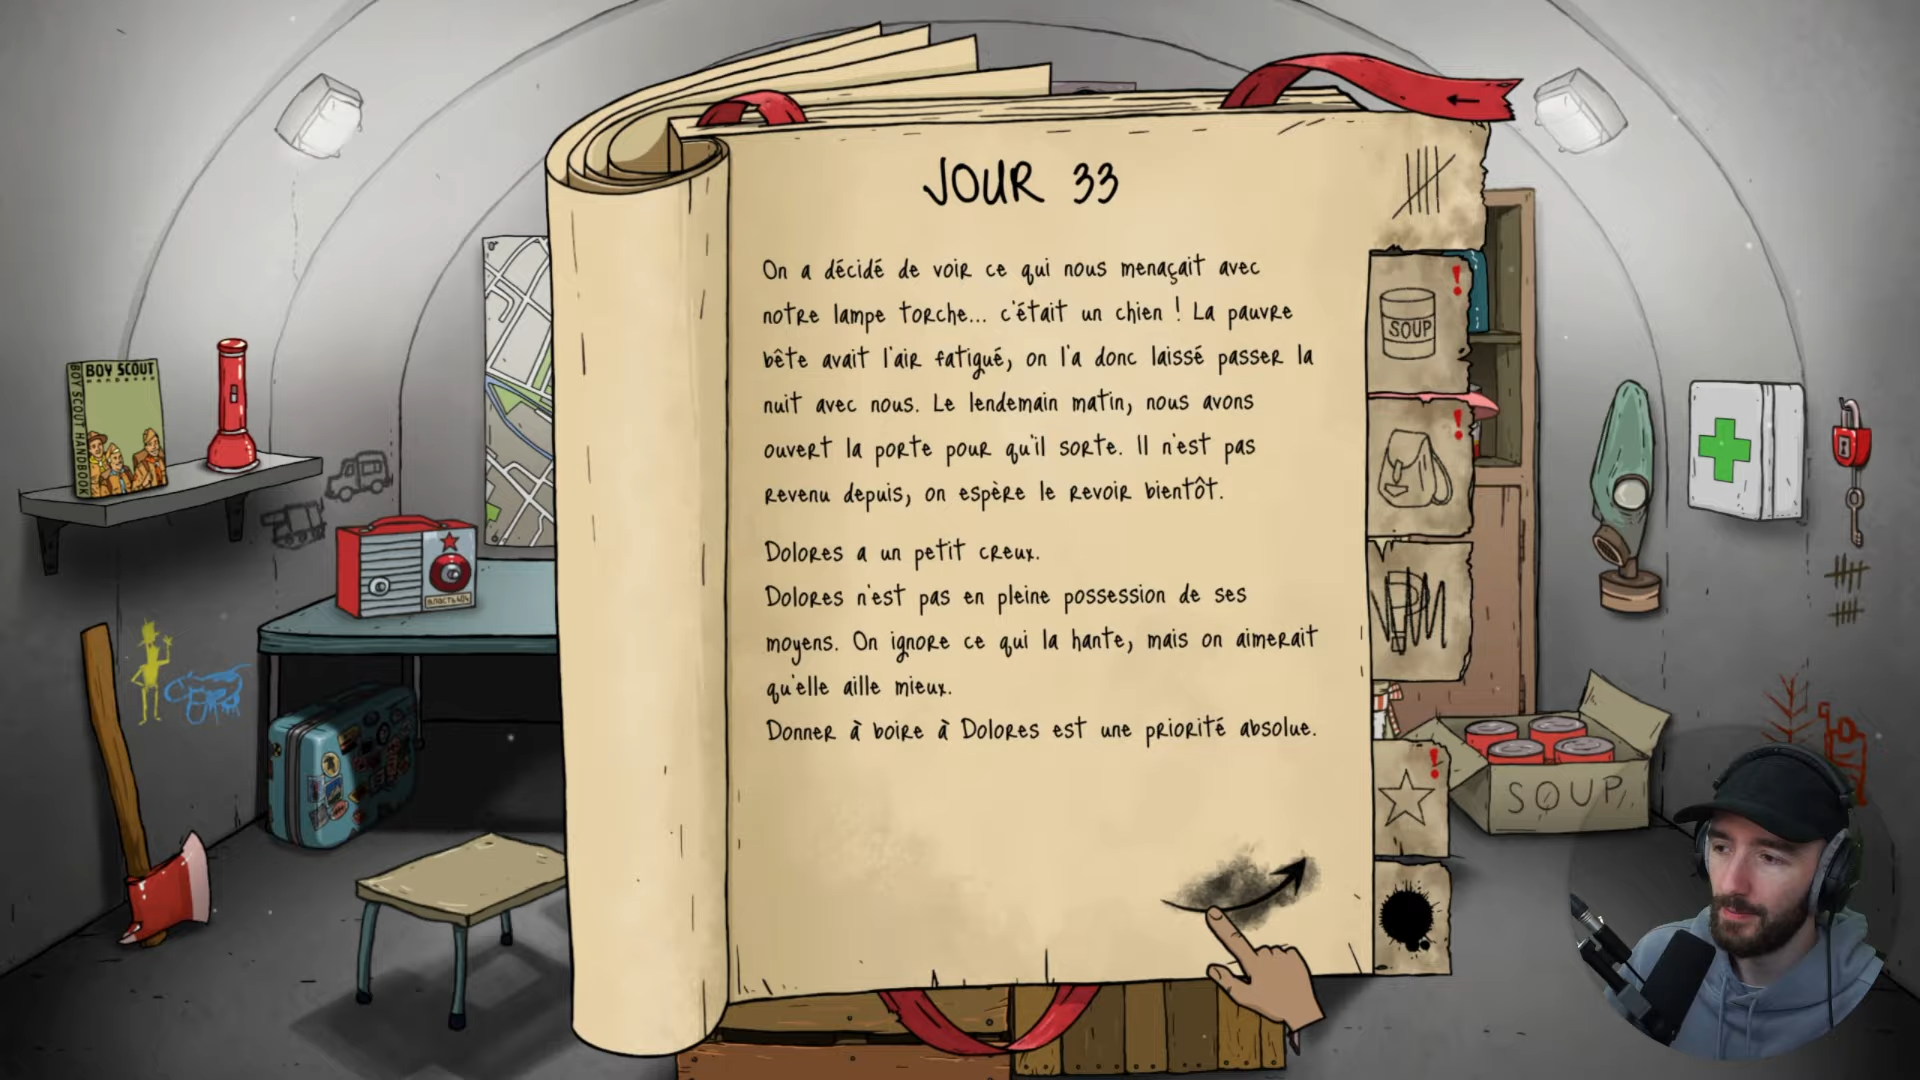 JOUR 33
On a décidé de voir ce qui nous menaçait avec
notre lampe torche... c'était un chien ! La pauvre
bête avait l'air fatigué, on l'a donc laissé passer la
nuit avec nous. Le lendemain matin, nous avons
ouvert la porte pour qu'il sorte. Il n'est pas
revenu depuis, on espère le revoir bientôt.
Dolores a un petit creux.
Dolores n'est pas en pleine possession de ses
moyens. On ignore ce qui la hante, mais on aimerait
qu'elle aille mieux.
Donner à boire à Dolores est une priorité absolue.
SOUP
BOY SCOUT
BOY SCOUT HANDBOOK
SOUP